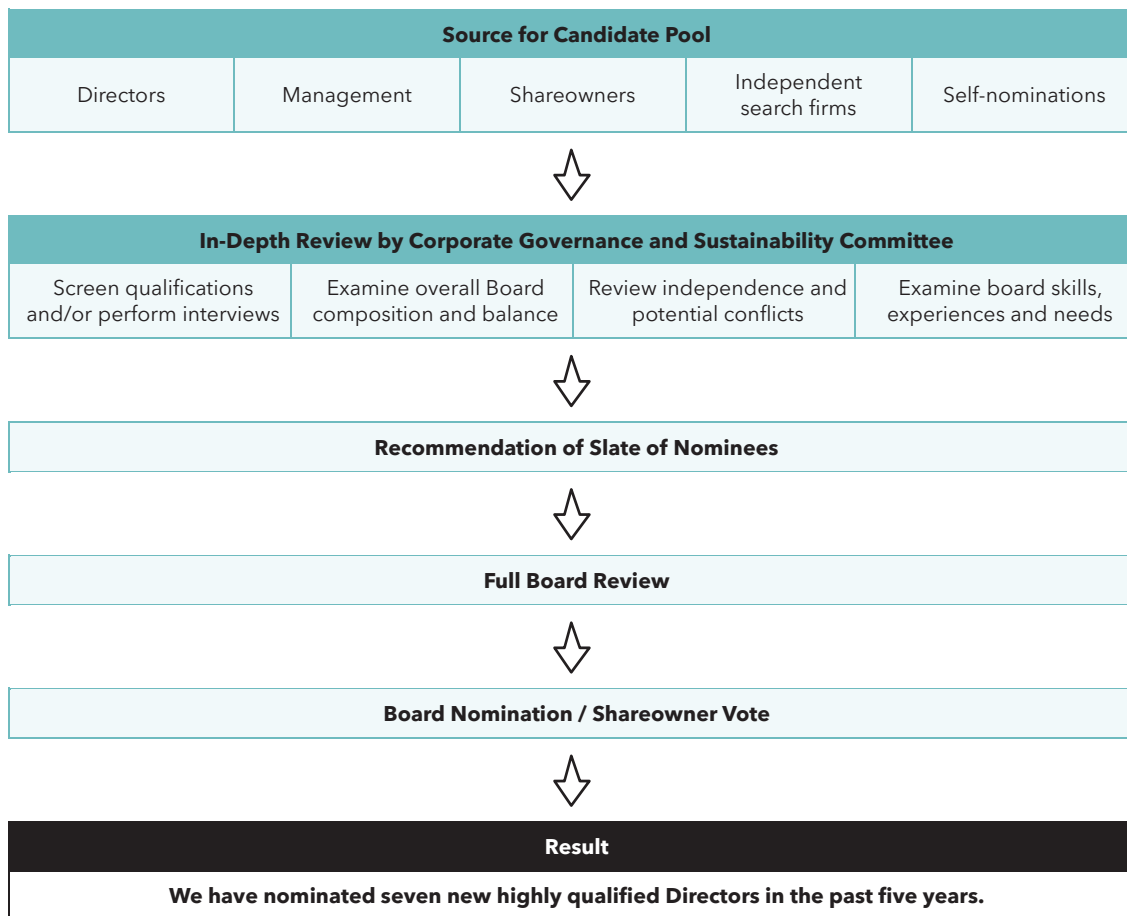 Source for Candidate Pool
Directors
Management
Shareowners
Independent
search firms
Self-nominations
In-Depth Review by Corporate Governance and Sustainability Committee
Screen qualifications
and/or perform interviews
Examine overall Board
composition and balance
Review independence and
potential conflicts
Examine board skills,
experiences and needs
Recommendation of Slate of Nominees
Full Board Review
Board Nomination / Shareowner Vote
Result
We have nominated seven new highly qualified Directors in the past five years.